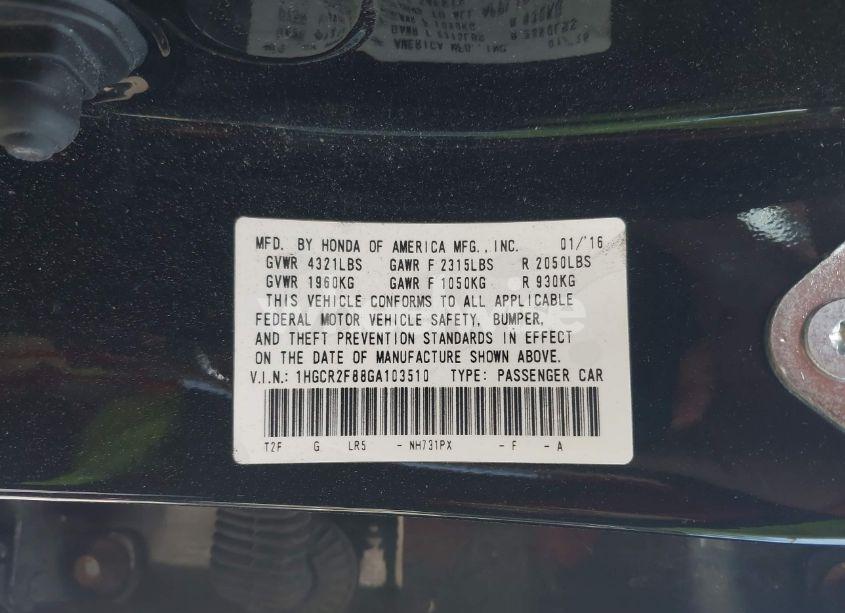 MFD. BY HONDA OF AMERICA MFG., INC. 01/'16
GVWR 4321LBS GAWR F 2315LBS R 2050LBS
GVWR 1960KG GAWR F 1050KG R 930KG
THIS VEHICLE CONFORMS TO ALL APPLICABLE
FEDERAL MOTOR VEHICLE SAFETY, BUMPER,
AND THEFT PREVENTION STANDARDS IN EFFECT
ON THE DATE OF MANUFACTURE SHOWN ABOVE.
V.I.N.: 1HGCR2F88GA103510 TYPE: PASSENGER CAR
T2F G LR5 - NH731PX - F - A